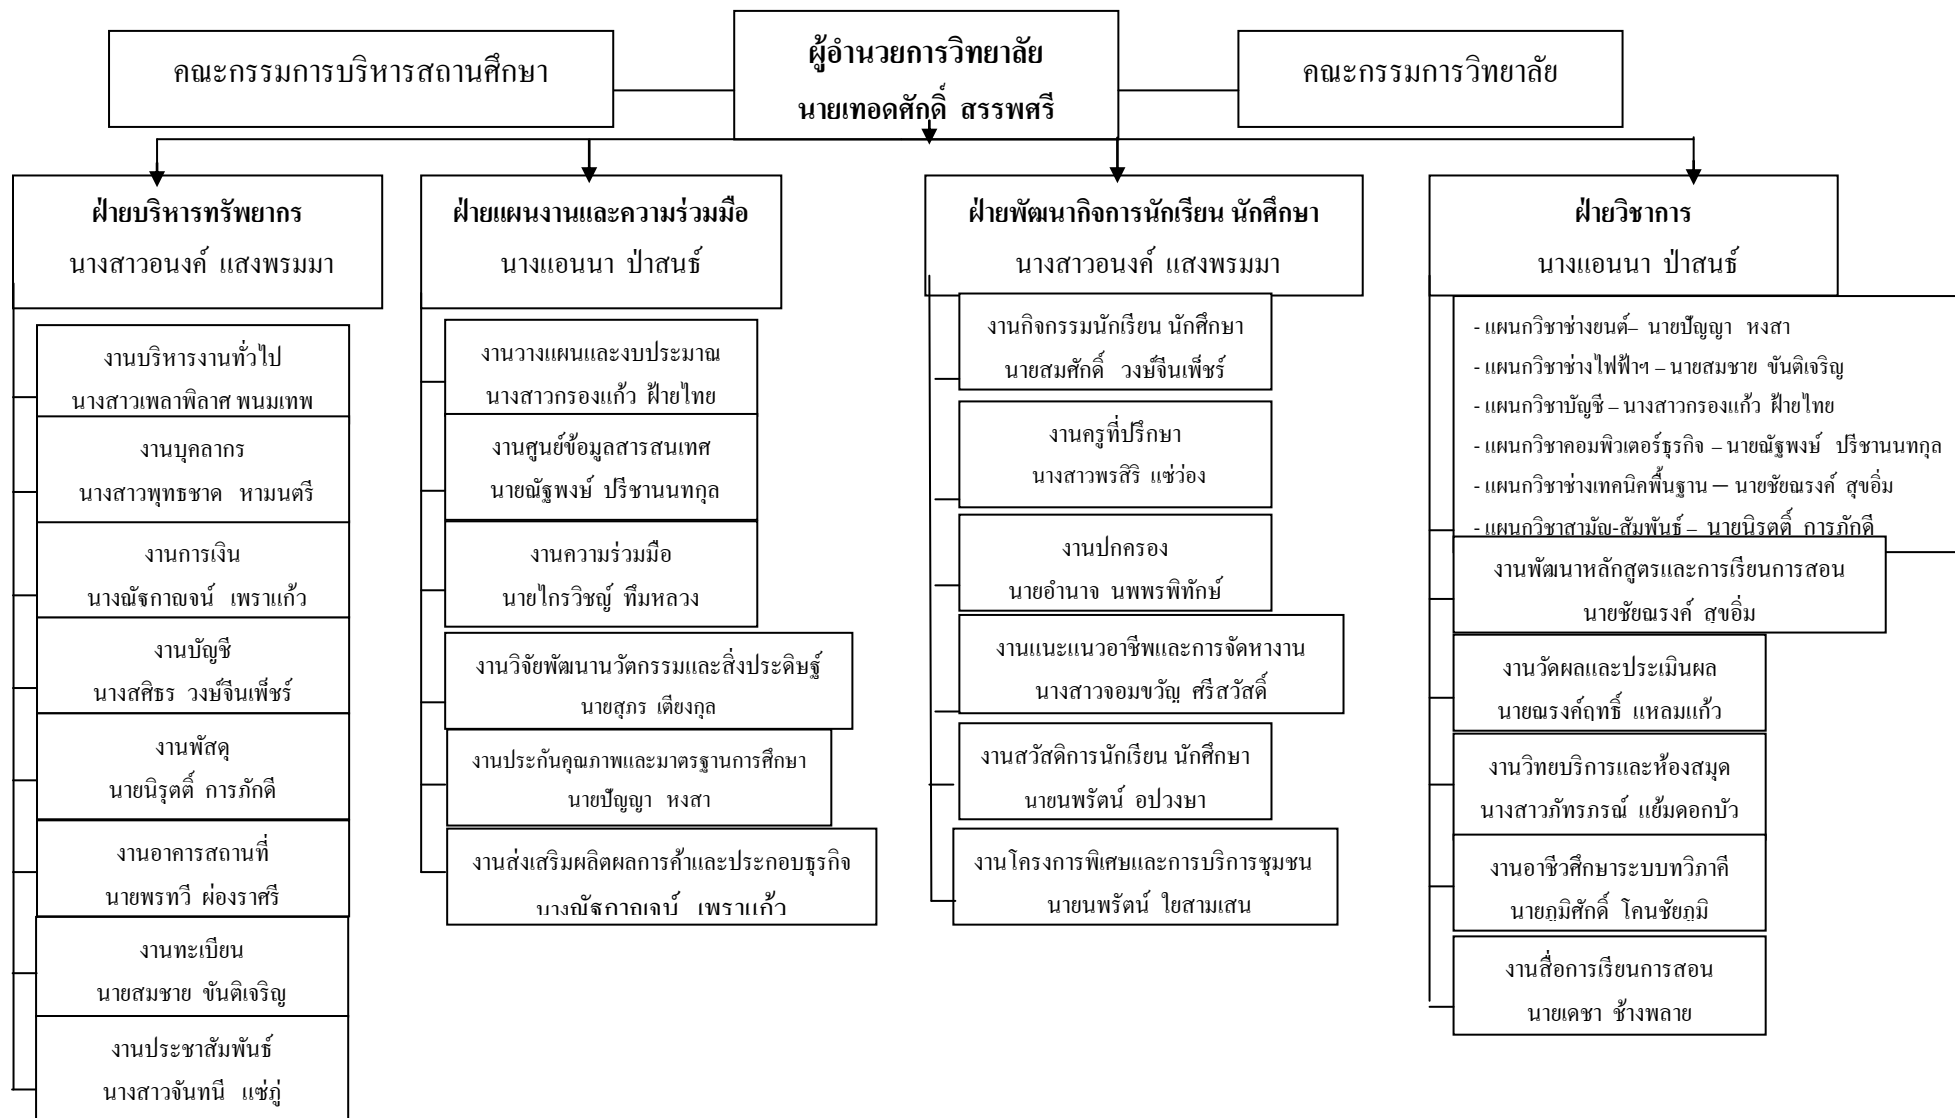 คณะกรรมการบริหารสถานศึกษา
ผู้อำนวยการวิทยาลัย
นายเทอดศักดิ์ สรรพศรี
คณะกรรมการวิทยาลัย
ฝ่ายบริหารทรัพยากร
นางสาวอนงค์ แสงพรมมา
งานบริหารงานทั่วไป
นางสาวเพลาพิลาศ พนมเทพ
งานบุคลากร
นางสาวพุทธชาด หามนตรี
งานการเงิน
นางณัฐกาญจน์ เพราแก้ว
งานบัญชี
นางสศิธร วงษ์จีนเพ็ชร์
งานพัสดุ
นายนิรุตติ์ การภักดี
งานอาคารสถานที่
นายพรทวี ผ่องราศรี
งานทะเบียน
นายสมชาย ขันติเจริญ
งานประชาสัมพันธ์
นางสาวจันทนี แซ่ภู่
ฝ่ายแผนงานและความร่วมมือ
นางแอนนา ป่าสนธ์
งานวางแผนและงบประมาณ
นางสาวกรองแก้ว ฝ้ายไทย
งานศูนย์ข้อมูลสารสนเทศ
นายณัฐพงษ์ ปรีชานนทกุล
งานความร่วมมือ
นายไกรวิชญ์ ทึมหลวง
งานวิจัยพัฒนานวัตกรรมและสิ่งประดิษฐ์
นายสุภร เตียงกุล
งานประกันคุณภาพและมาตรฐานการศึกษา
นายปัญญา หงสา
งานส่งเสริมผลิตผลการค้าและประกอบธุรกิจ
นางณัฐกาญจน์ เพราแก้ว
ฝ่ายพัฒนากิจการนักเรียน นักศึกษา
นางสาวอนงค์ แสงพรมมา
งานกิจกรรมนักเรียน นักศึกษา
นายสมศักดิ์ วงษ์จีนเพ็ชร์
งานครูที่ปรึกษา
นางสาวพรสิริ แซ่ว่อง
งานปกครอง
นายอำนาจ นพพรพิทักษ์
งานแนะแนวอาชีพและการจัดหางาน
นางสาวจอมขวัญ ศรีสวัสดิ์
งานสวัสดิการนักเรียน นักศึกษา
นายนพรัตน์ อปวงษา
งานโครงการพิเศษและการบริการชุมชน
นายนพรัตน์ ใยสามเสน
ฝ่ายวิชาการ
นางแอนนา ป่าสนธ์
- แผนกวิชาช่างยนต์– นายปัญญา หงสา
- แผนกวิชาช่างไฟฟ้าฯ – นายสมชาย ขันติเจริญ
- แผนกวิชาบัญชี – นางสาวกรองแก้ว ฝ้ายไทย
- แผนกวิชาคอมพิวเตอร์ธุรกิจ – นายณัฐพงษ์ ปรีชานนทกุล
- แผนกวิชาช่างเทคนิคพื้นฐาน — นายชัยณรงค์ สุขอิ่ม
- แผนกวิชาสามัญ-สัมพันธ์ – นายนิรุตติ์ การภักดี
งานพัฒนาหลักสูตรและการเรียนการสอน
นายชัยณรงค์ สุขอิ่ม
งานวัดผลและประเมินผล
นายณรงค์ฤทธิ์ แหลมแก้ว
งานวิทยบริการและห้องสมุด
นางสาวภัทรภรณ์ แย้มดอกบัว
งานอาชีวศึกษาระบบทวิภาคี
นายภูมิศักดิ์ โคนชัยภูมิ
งานสื่อการเรียนการสอน
นายเดชา ช้างพลาย